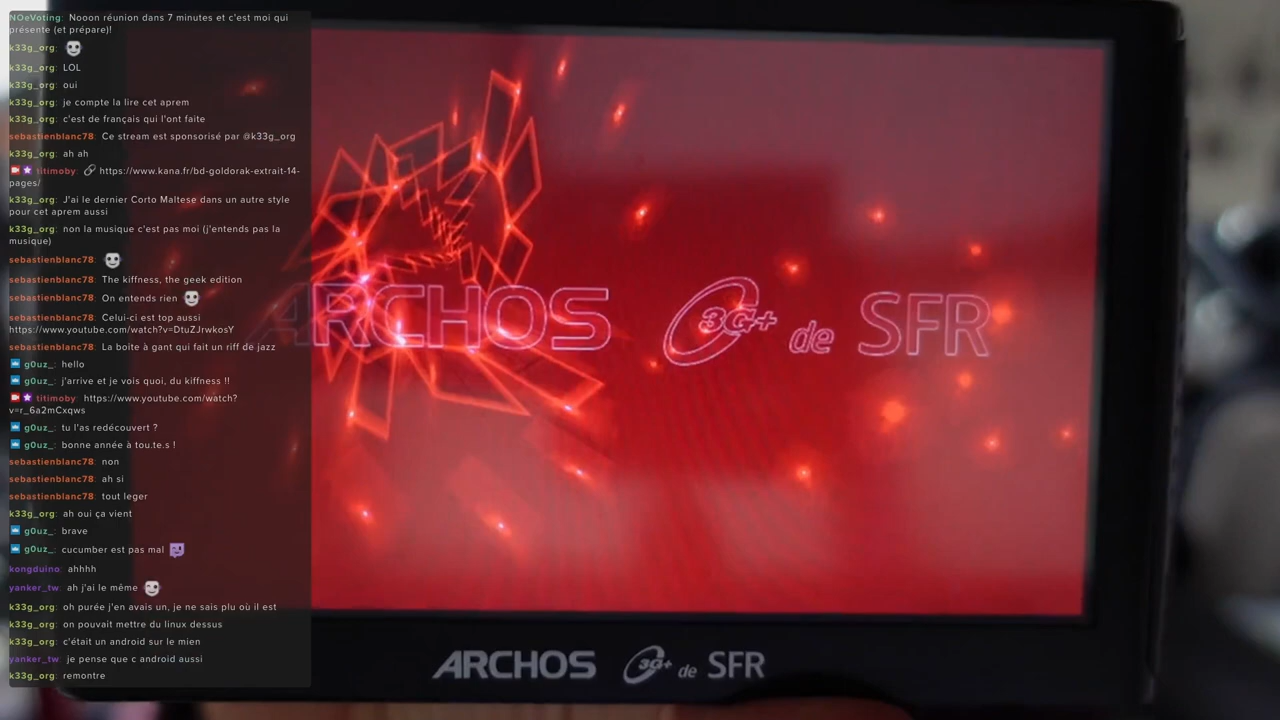 NOeVoting: Nooon réunion dans 7 minutes et c'est moi qui
présente (et prépare)!
k33g_org:
k33g_org: LOL
k33g_org: oui
k33g_org: je compte la lire cet aprem
k33g_org: c'est de français qui l'ont faite
sebastienblanc78: Ce stream est sponsorisé par @k33g_org
k33g_org: ah ah
titimoby: https://www.kana.fr/bd-goldorak-extrait-14-
pages/
k33g_org: J'ai le dernier Corto Maltese dans un autre style
pour cet aprem aussi
k33g_org: non la musique c'est pas moi (j'entends pas la
musique)
sebastienblanc78:
sebastienblanc78: The kiffness, the geek edition
sebastienblanc78: On entends rien
sebastienblanc78: Celui-ci est top aussi
https://www.youtube.com/watch?v=DtuZJrwkosY
sebastienblanc78: La boite à gant qui fait un riff de jazz
g0uz_: hello
g0uz_: j'arrive et je vois quoi, du kiffness !!
titimoby: https://www.youtube.com/watch?
v=r_6a2mCxqws
g0uz_: tu l'as redécouvert ?
g0uz_: bonne année à tou.te.s !
sebastienblanc78: non
sebastienblanc78: ah si
sebastienblanc78: tout leger
k33g_org: ah oui ça vient
g0uz_: brave
g0uz_: cucumber est pas mal
kongduino: ahhhh
yanker_tw: ah j'ai le même
k33g_org: oh purée j'en avais un, je ne sais plu où il est
k33g_org: on pouvait mettre du linux dessus
k33g_org: c'était un android sur le mien
yanker_tw: je pense que c android aussi
k33g_org: remontre
ARCHOS 3G+ de SFR
ARCHOS 3G+ de SFR